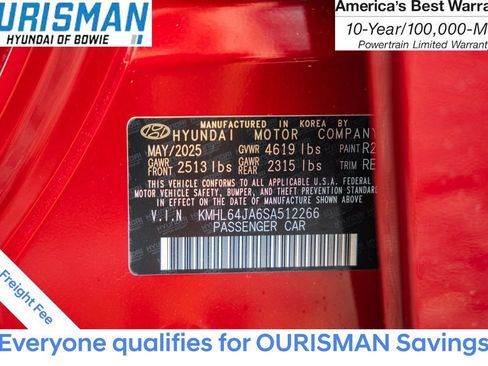 OURISMAN
HYUNDAI OF BOWIE
America's Best Warra
10-Year/100,000-M
Powertrain Limited Warrant
MANUFACTURED IN KOREA BY
HYUNDAI MOTOR COMPANY
MAY/2025 GVWR 4619 lbs PAINT R2
GAWR FRONT 2513 lbs GAWR REAR 2315 lbs TRIM RE
THIS VEHICLE CONFORMS TO ALL APPLICABLE U.S.A. FEDERAL
MOTOR VEHICLE SAFETY, BUMPER, AND THEFT PREVENTION STANDA
IN EFFECT ON THE DATE OF MANUFACTURE SHOWN ABOVE.
V.I.N KMHL64JA6SA512266
PASSENGER CAR
Freight Fee
Everyone qualifies for OURISMAN Savings